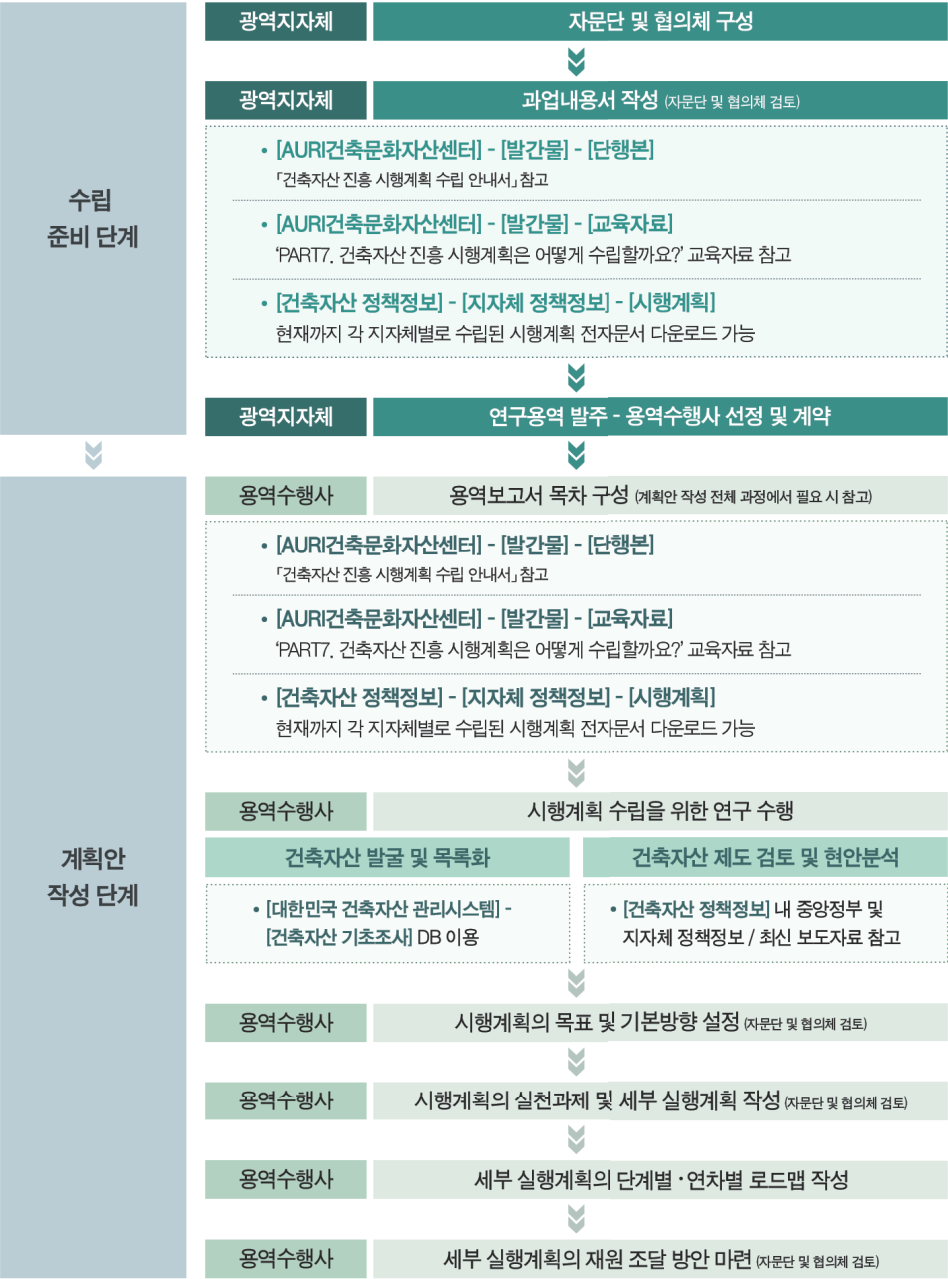 수립
준비 단계
광역지자체 자문단 및 협의체 구성
광역지자체 과업내용서 작성 (자문단 및 협의체 검토)
• [AURI건축문화자산센터] - [발간물] - [단행본]
「건축자산 진흥 시행계획 수립 안내서」 참고
• [AURI건축문화자산센터] - [발간물] - [교육자료]
‘PART7. 건축자산 진흥 시행계획은 어떻게 수립할까요?’ 교육자료 참고
• [건축자산 정책정보] - [지자체 정책정보] - [시행계획]
현재까지 각 지자체별로 수립된 시행계획 전자문서 다운로드 가능
광역지자체 연구용역 발주 - 용역수행사 선정 및 계약
계획안
작성 단계
용역수행사 용역보고서 목차 구성 (계획안 작성 전체 과정에서 필요 시 참고)
• [AURI건축문화자산센터] - [발간물] - [단행본]
「건축자산 진흥 시행계획 수립 안내서」 참고
• [AURI건축문화자산센터] - [발간물] - [교육자료]
‘PART7. 건축자산 진흥 시행계획은 어떻게 수립할까요?’ 교육자료 참고
• [건축자산 정책정보] - [지자체 정책정보] - [시행계획]
현재까지 각 지자체별로 수립된 시행계획 전자문서 다운로드 가능
용역수행사 시행계획 수립을 위한 연구 수행
건축자산 발굴 및 목록화
• [대한민국 건축자산 관리시스템] -
[건축자산 기초조사] DB 이용
건축자산 제도 검토 및 현안분석
• [건축자산 정책정보] 내 중앙정부 및
지자체 정책정보 / 최신 보도자료 참고
용역수행사 시행계획의 목표 및 기본방향 설정 (자문단 및 협의체 검토)
용역수행사 시행계획의 실천과제 및 세부 실행계획 작성 (자문단 및 협의체 검토)
용역수행사 세부 실행계획의 단계별·연차별 로드맵 작성
용역수행사 세부 실행계획의 재원 조달 방안 마련 (자문단 및 협의체 검토)